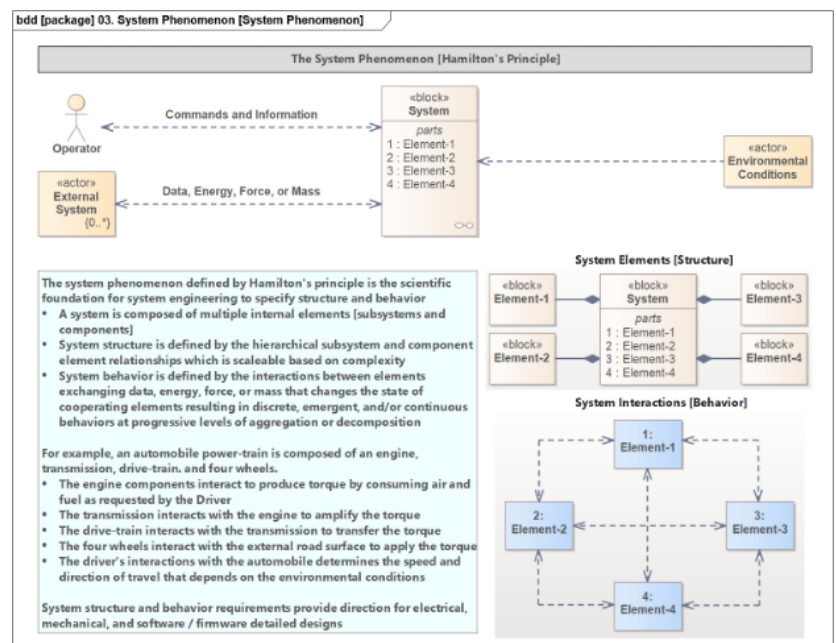 bdd [package] 03. System Phenomenon [System Phenomenon]
The System Phenomenon [Hamilton's Principle]
Operator
Commands and Information
«block»
System
parts
1 : Element-1
2 : Element-2
3 : Element-3
4 : Element-4
«actor»
Environmental
Conditions
«actor»
External
System
{0..*}
Data, Energy, Force, or Mass
The system phenomenon defined by Hamilton's principle is the scientific
foundation for system engineering to specify structure and behavior
• A system is composed of multiple internal elements [subsystems and
components]
• System structure is defined by the hierarchical subsystem and component
element relationships which is scaleable based on complexity
• System behavior is defined by the interactions between elements
exchanging data, energy, force, or mass that changes the state of
cooperating elements resulting in discrete, emergent, and/or continuous
behaviors at progressive levels of aggregation or decomposition
For example, an automobile power-train is composed of an engine,
transmission, drive-train. and four wheels.
• The engine components interact to produce torque by consuming air and
fuel as requested by the Driver
• The transmission interacts with the engine to amplify the torque
• The drive-train interacts with the transmission to transfer the torque
• The four wheels interact with the external road surface to apply the torque
• The driver's interactions with the automobile determines the speed and
direction of travel that depends on the environmental conditions
System structure and behavior requirements provide direction for electrical,
mechanical, and software / firmware detailed designs
System Elements [Structure]
«block»
Element-1
«block»
Element-2
«block»
System
parts
1 : Element-1
2 : Element-2
3 : Element-3
4 : Element-4
«block»
Element-3
«block»
Element-4
System Interactions [Behavior]
1:
Element-1
2:
Element-2
3:
Element-3
4:
Element-4